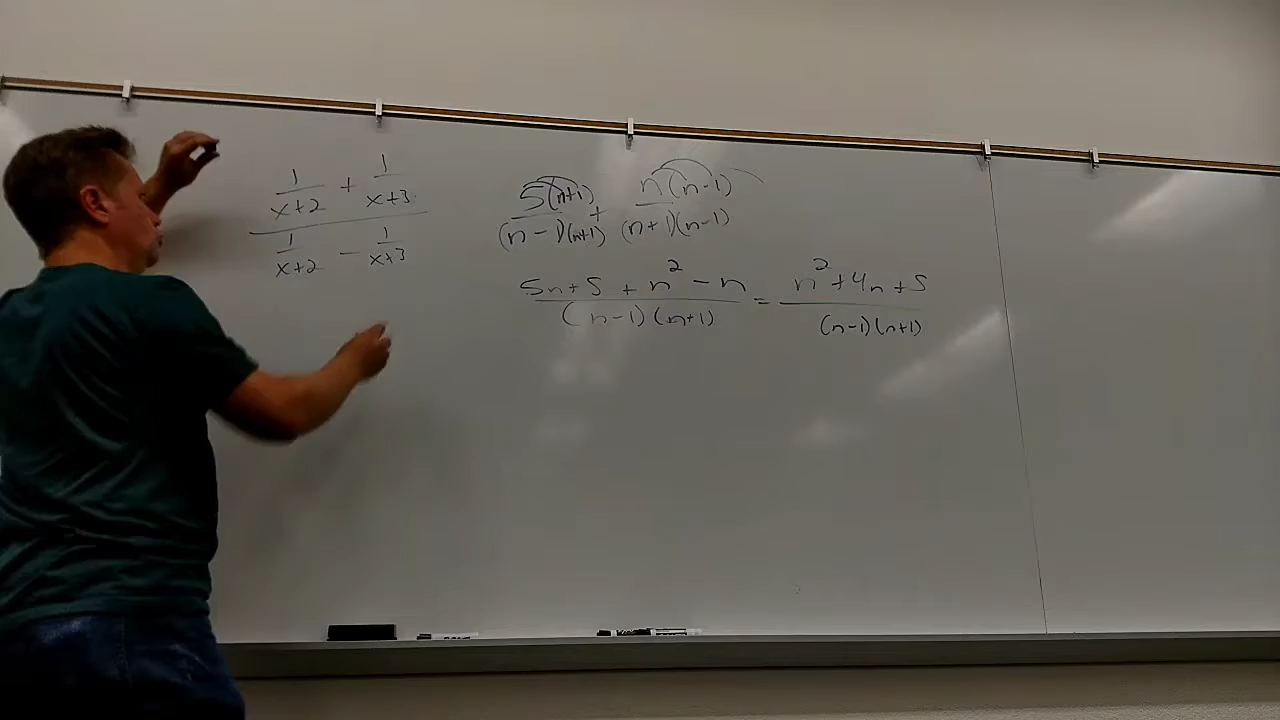 1/(x+2) + 1/(x+3)
1/(x+2) - 1/(x+3)
5(n+1)/((n-1)(n+1)) + n(n-1)/((n+1)(n-1))
(5n+5+n²-n)/((n-1)(n+1)) = (n²+4n+5)/((n-1)(n+1))